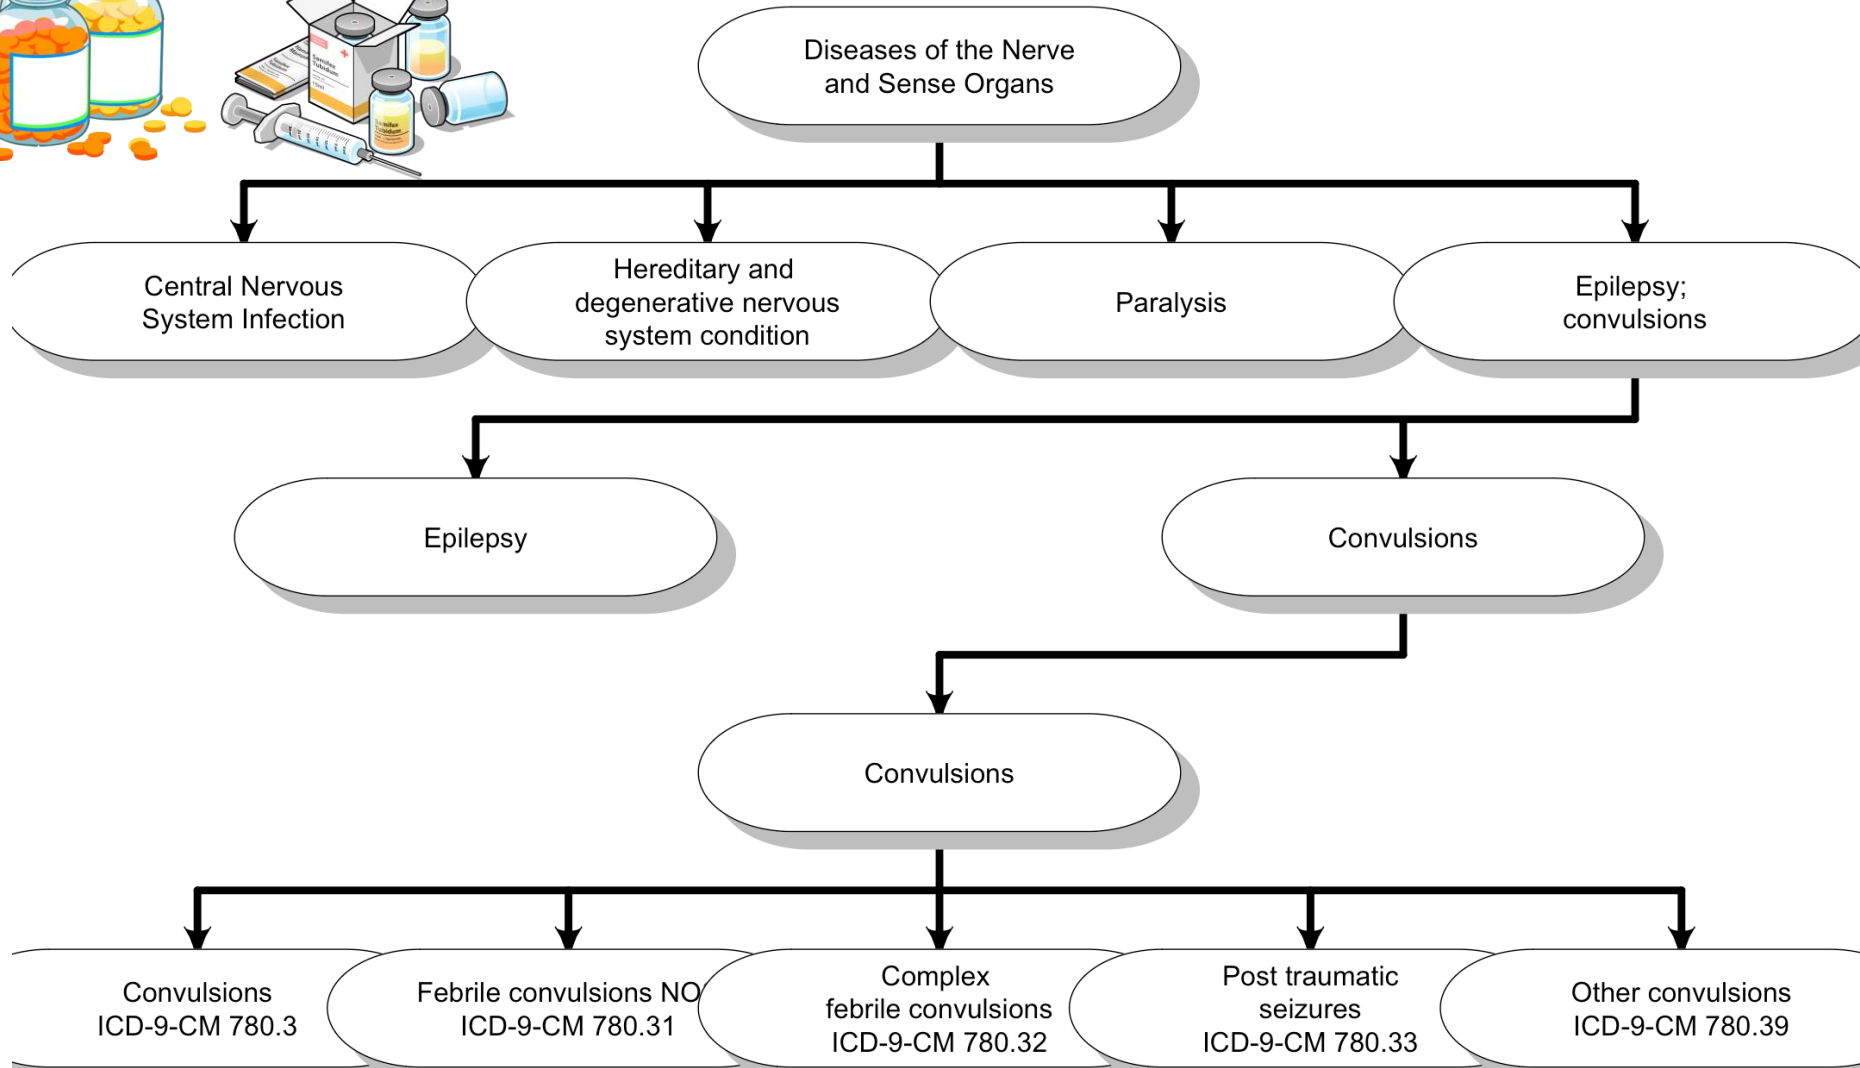 Diseases of the Nerve
and Sense Organs
Central Nervous
System Infection
Hereditary and
degenerative nervous
system condition
Paralysis
Epilepsy;
convulsions
Epilepsy
Convulsions
Convulsions
Convulsions
ICD-9-CM 780.3
Febrile convulsions NO
ICD-9-CM 780.31
Complex
febrile convulsions
ICD-9-CM 780.32
Post traumatic
seizures
ICD-9-CM 780.33
Other convulsions
ICD-9-CM 780.39